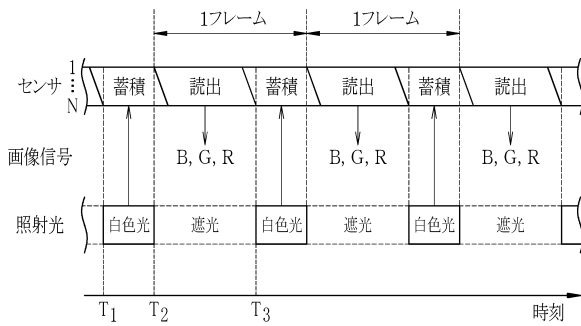 1フレーム 1フレーム
センサ 1 ⋮ N 蓄積 読出 蓄積 読出 蓄積 読出
画像信号 B, G, R B, G, R B, G, R
照射光 白色光 遮光 白色光 遮光 白色光 遮光
T1 T2 T3 時刻